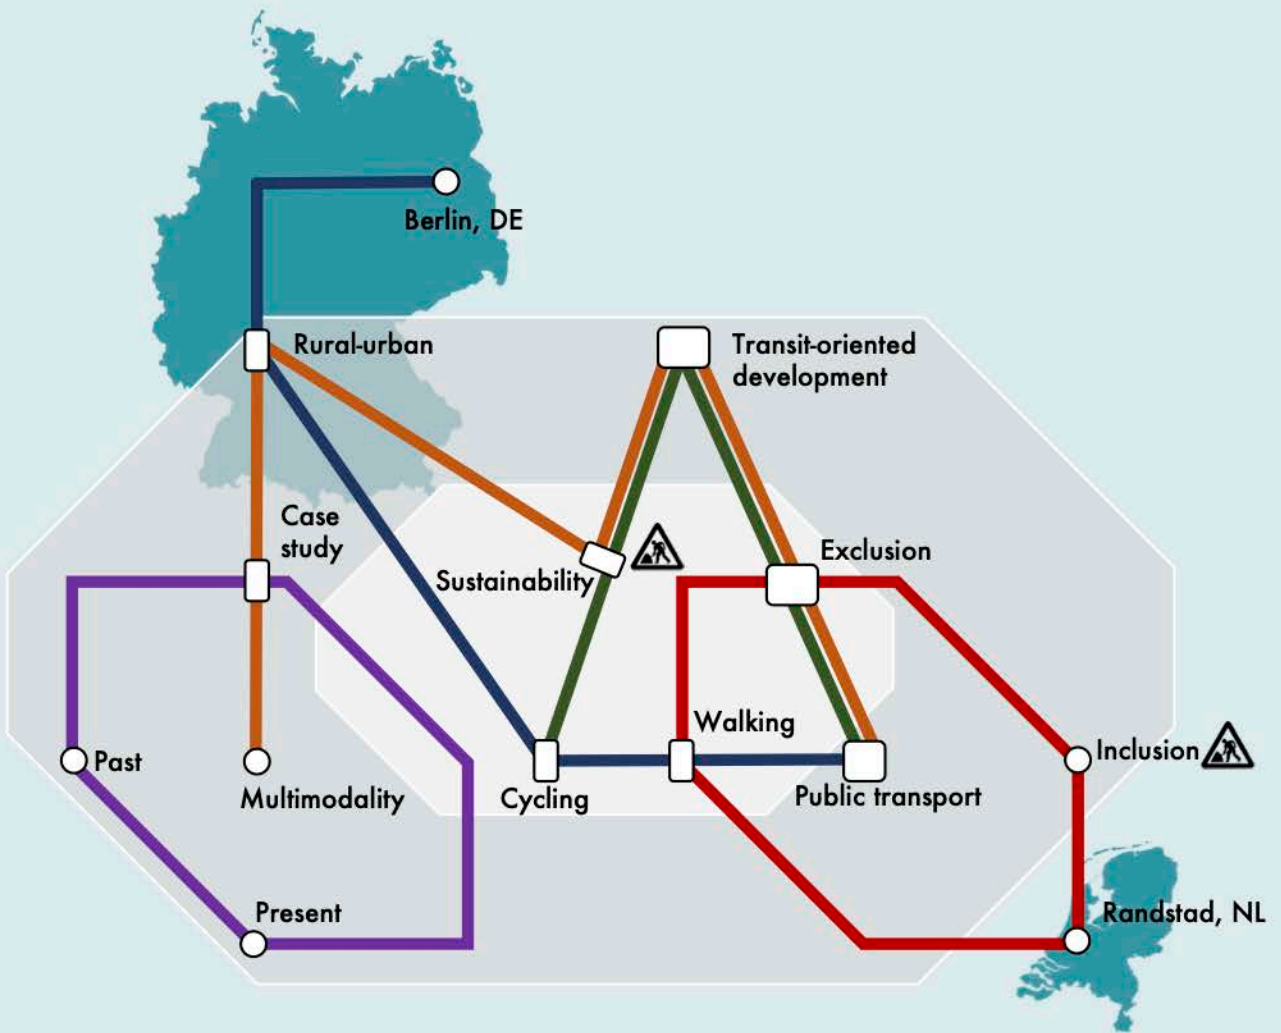 Berlin, DE
Rural-urban
Transit-oriented
development
Case
study
Exclusion
Sustainability
Walking
Inclusion
Past
Multimodality
Cycling
Public transport
Present
Randstad, NL